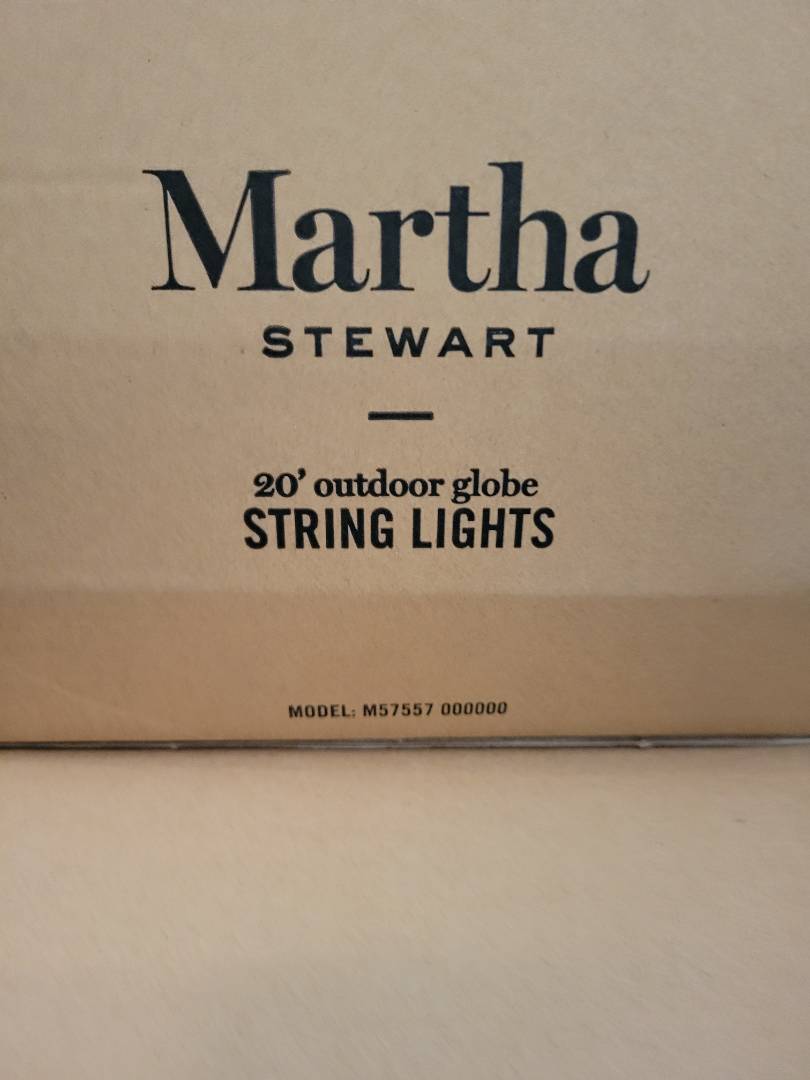 Martha
STEWART
20’ outdoor globe
STRING LIGHTS
MODEL: M57557 000000